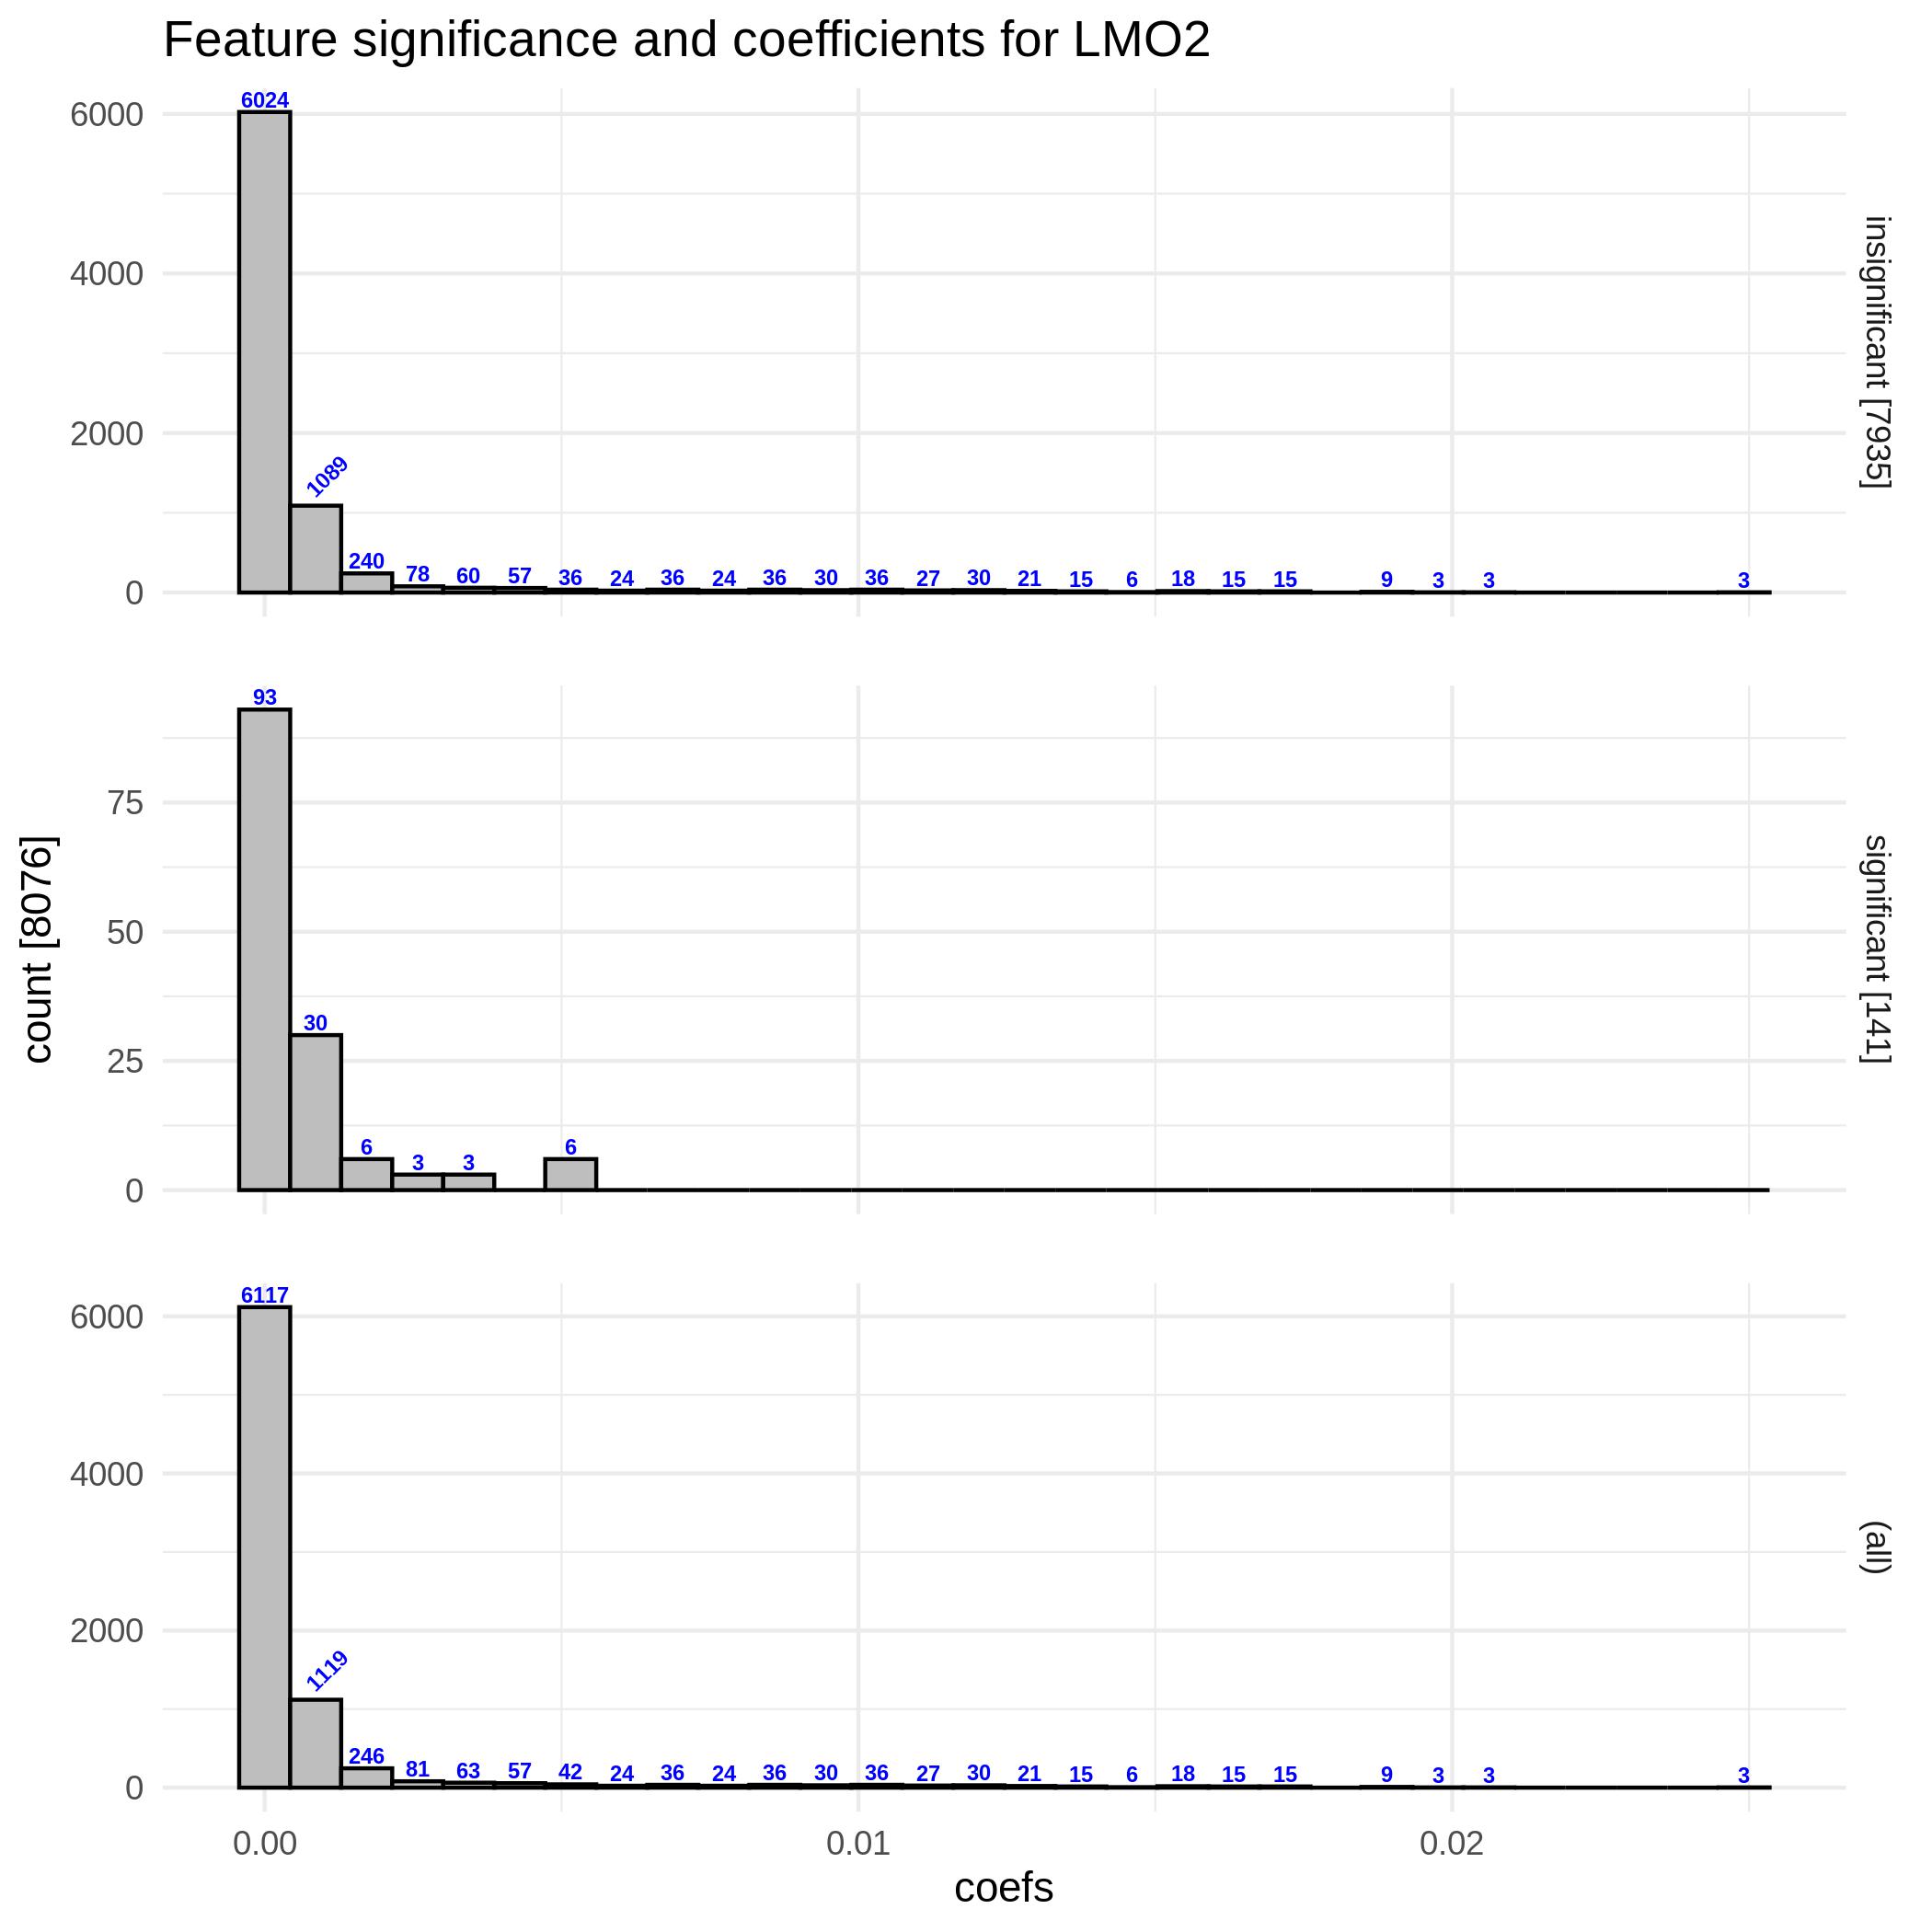 Feature significance and coefficients for LMO2
count [8076]
6000
4000
2000
0
6024
1089
240 78 60 57 36 24 36 24 36 30 36 27 30 21 15 6 18 15 15 9 3 3 3
insignificant [7935]
75
50
25
0
93
30
6 3 3 6
significant [141]
6000
4000
2000
0
6117
1119
246 81 63 57 42 24 36 24 36 30 36 27 30 21 15 6 18 15 15 9 3 3 3
(all)
0.00 0.01 0.02
coefs